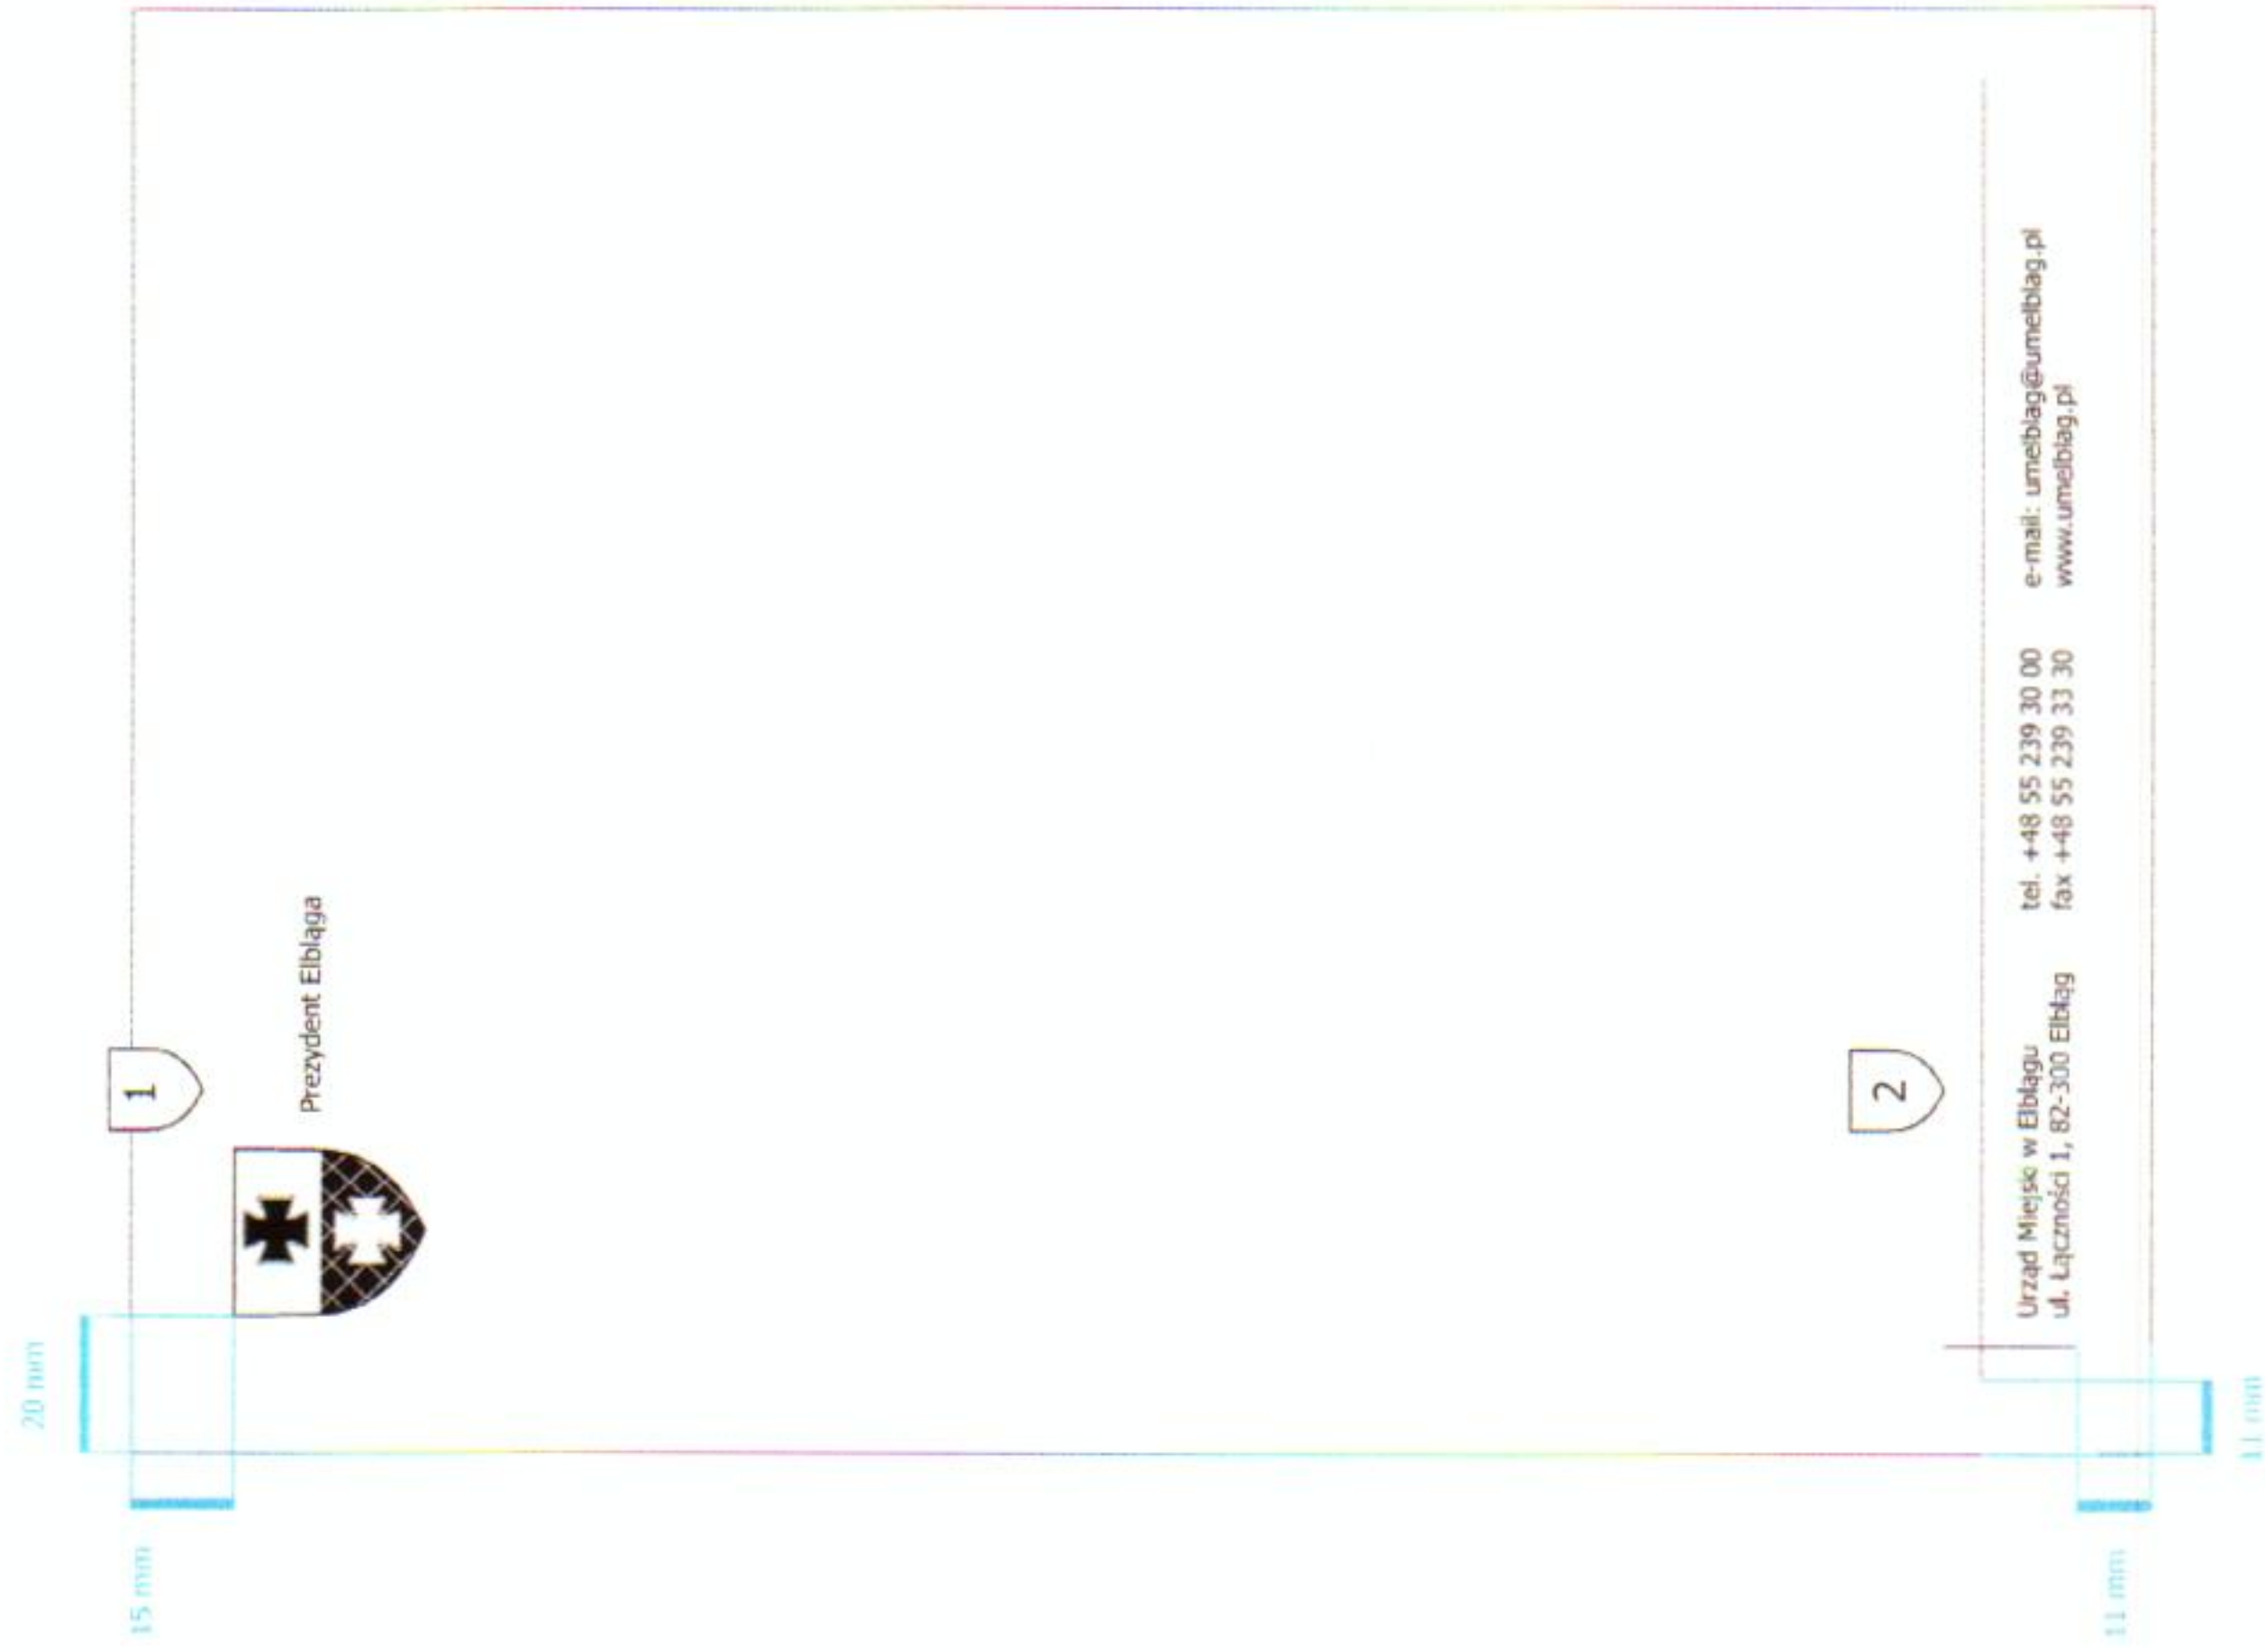 20 mm
15 mm
1
Prezydent Elbląga
2
Urząd Miejski w Elblągu
ul. Łączności 1, 82-300 Elbląg
tel. +48 55 239 30 00
fax +48 55 239 33 30
e-mail: umelblag@umelblag.pl
www.umelblag.pl
11 mm
11 mm